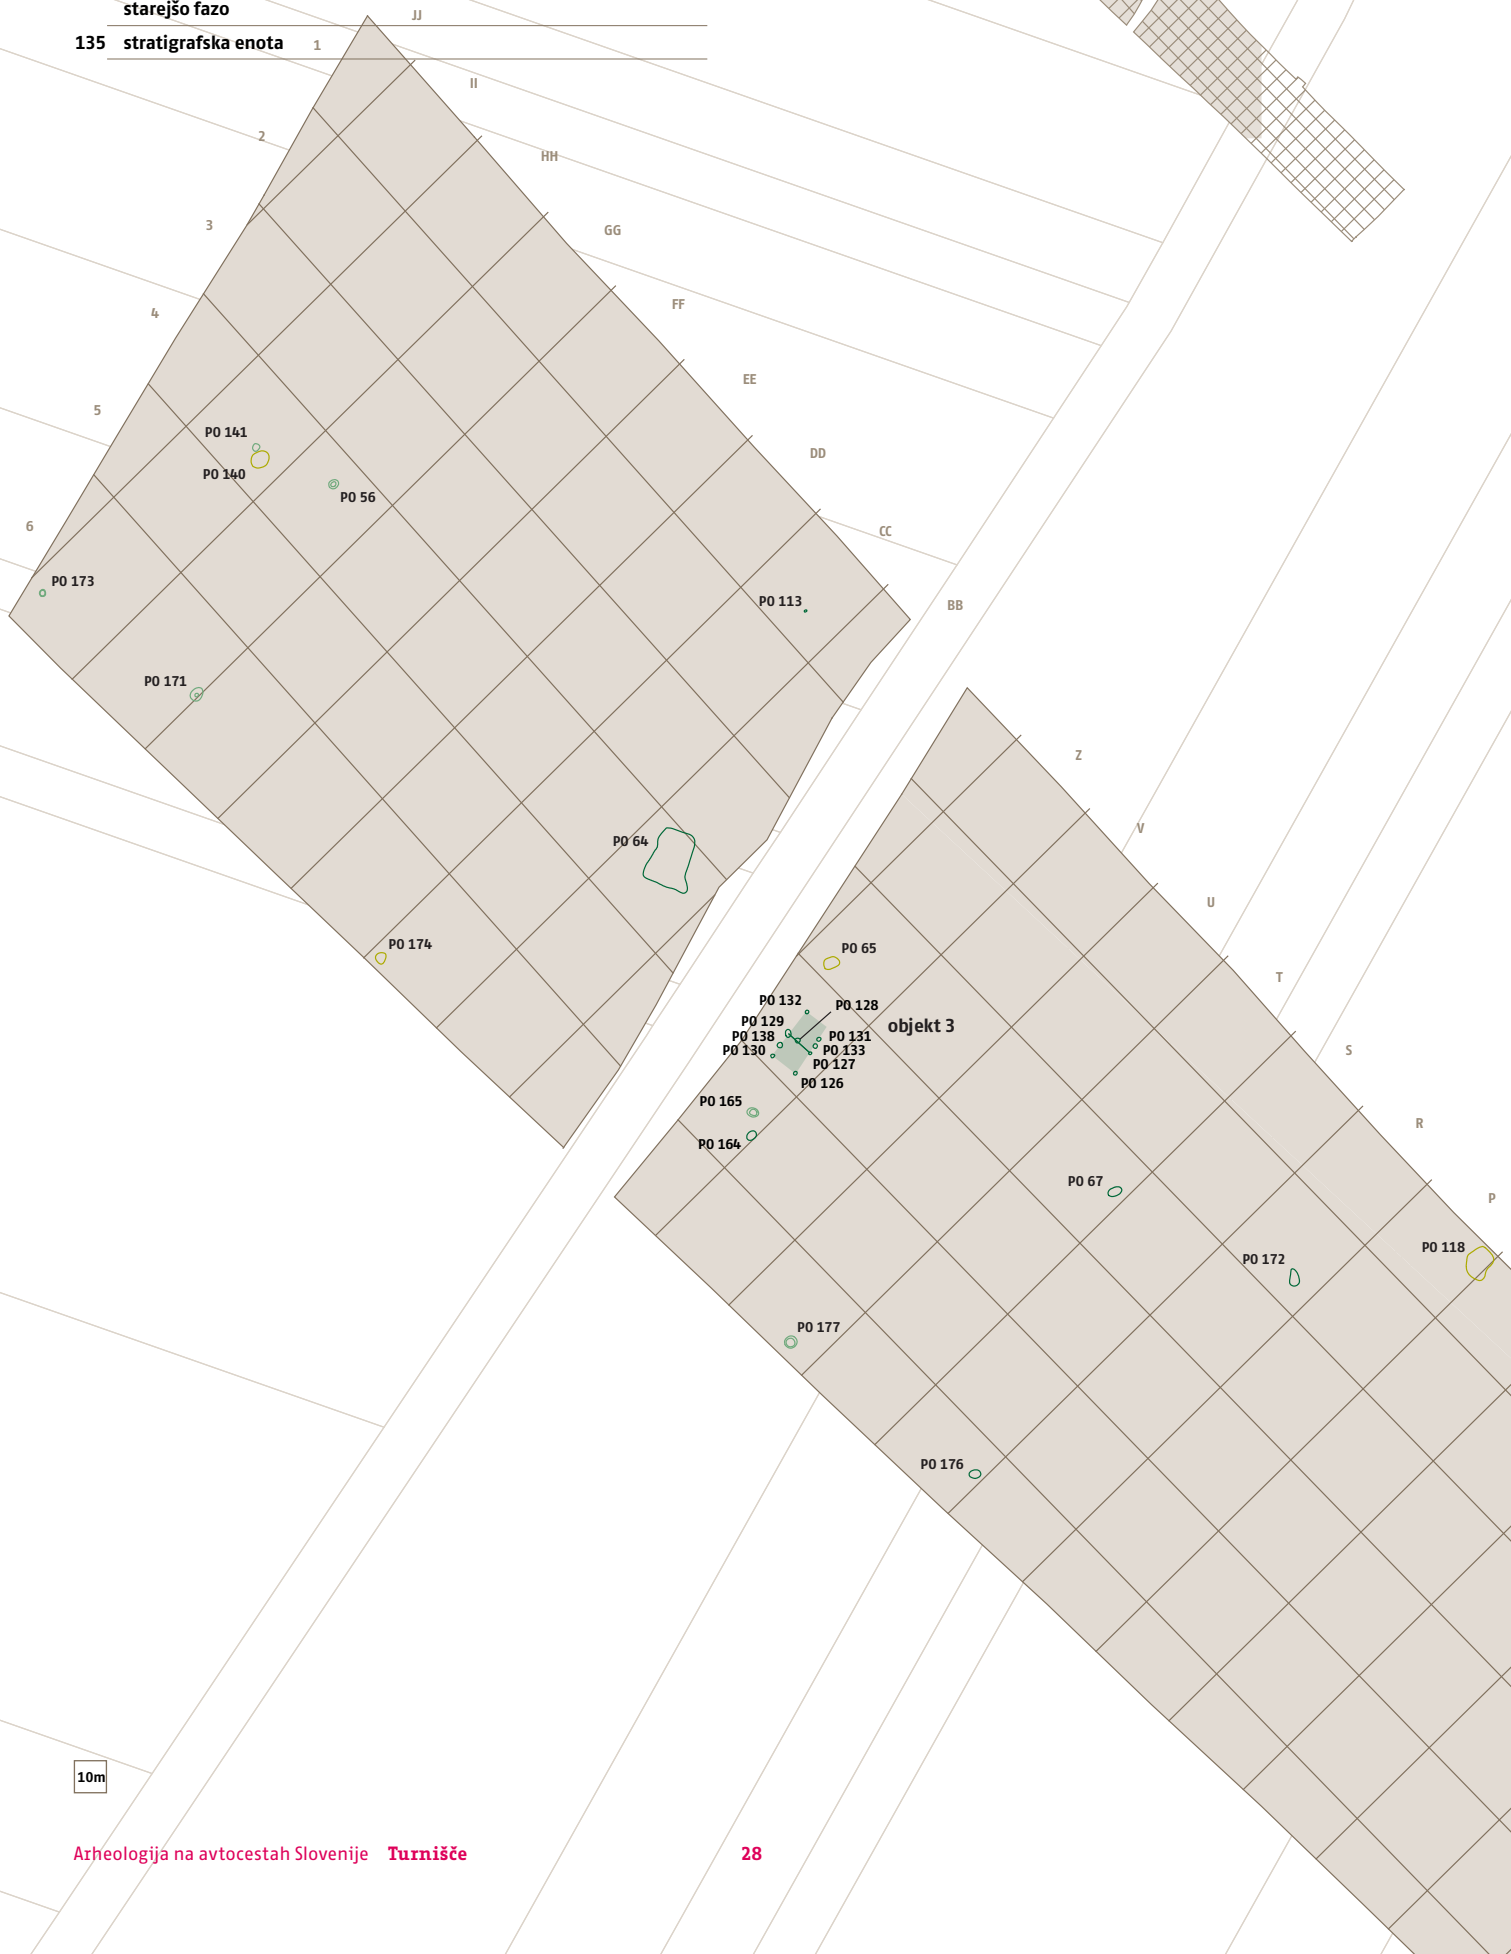 starejšo fazo
JJ
135 stratigrafska enota
1
II
2
HH
3
GG
FF
4
EE
5
PO 141
DD
PO 140
PO 56
6
CC
PO 173
PO 113
BB
PO 171
Z
V
PO 64
U
PO 174
PO 65
T
PO 132
PO 128
PO 129
objekt 3
PO 138
PO 131
PO 130
PO 133
S
PO 127
PO 126
PO 165
R
PO 164
PO 67
P
PO 118
PO 172
PO 177
PO 176
10m
Arheologija na avtocestah Slovenije Turnišče
28